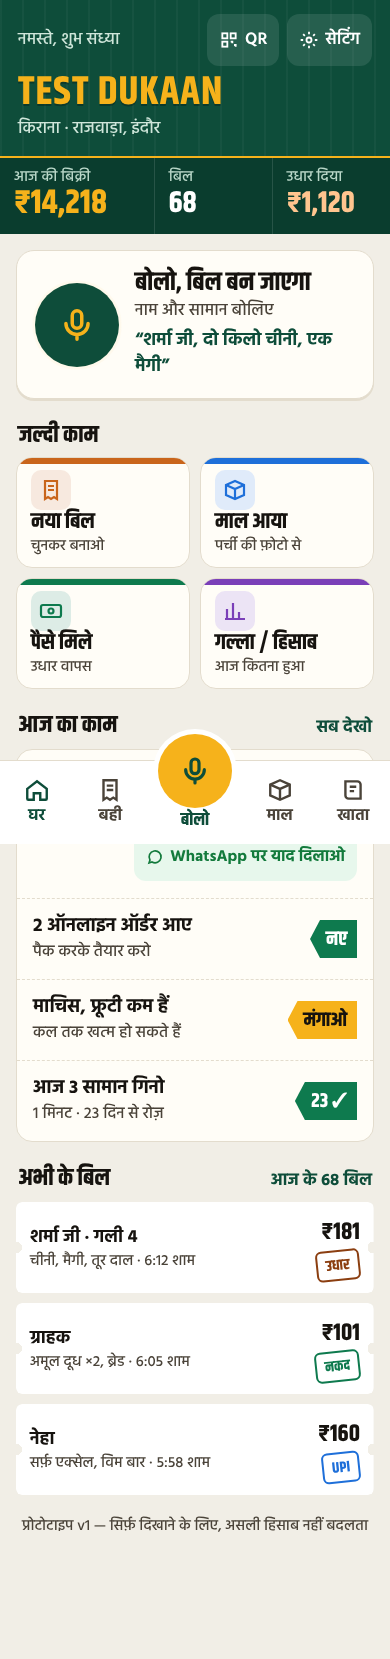 नमस्ते, शुभ संध्या
QR
सेटिंग
TEST DUKAAN
किराना · राजवाड़ा, इंदौर
आज की बिक्री
₹14,218
बिल
68
उधार दिया
₹1,120
बोलो, बिल बन जाएगा
नाम और सामान बोलिए
“शर्मा जी, दो किलो चीनी, एक
मैगी”
जल्दी काम
नया बिल
चुनकर बनाओ
माल आया
पर्ची की फ़ोटो से
पैसे मिले
उधार वापस
गल्ला / हिसाब
आज कितना हुआ
आज का काम
सब देखो
घर
बही
बोलो
माल
खाता
WhatsApp पर याद दिलाओ
2 ऑनलाइन ऑर्डर आए
पैक करके तैयार करो
नए
माचिस, फ्रूटी कम हैं
कल तक खत्म हो सकते हैं
मंगाओ
आज 3 सामान गिनो
1 मिनट · 23 दिन से रोज़
23 ✓
अभी के बिल
आज के 68 बिल
शर्मा जी · गली 4
चीनी, मैगी, तूर दाल · 6:12 शाम
₹181
उधार
ग्राहक
अमूल दूध ×2, ब्रेड · 6:05 शाम
₹101
नकद
नेहा
सर्फ़ एक्सेल, विम बार · 5:58 शाम
₹160
UPI
प्रोटोटाइप v1 — सिर्फ़ दिखाने के लिए, असली हिसाब नहीं बदलता